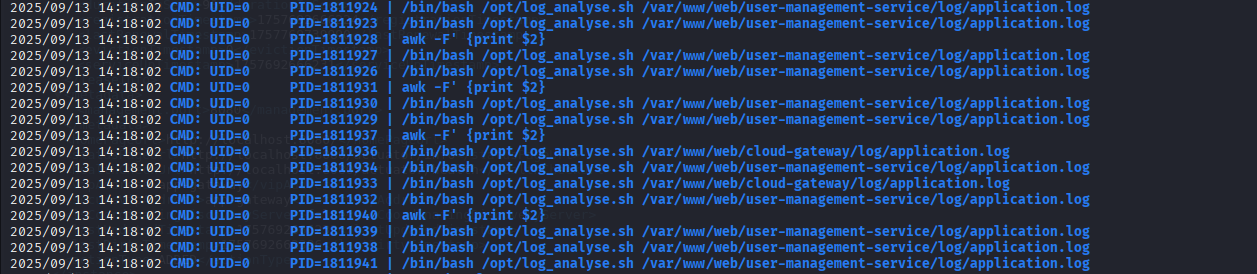 2025/09/13 14:18:02 CMD: UID=0     PID=1811924 | /bin/bash /opt/log_analyse.sh /var/www/web/user-management-service/log/application.log
2025/09/13 14:18:02 CMD: UID=0     PID=1811923 | /bin/bash /opt/log_analyse.sh /var/www/web/user-management-service/log/application.log
2025/09/13 14:18:02 CMD: UID=0     PID=1811928 | awk -F' {print $2}
2025/09/13 14:18:02 CMD: UID=0     PID=1811927 | /bin/bash /opt/log_analyse.sh /var/www/web/user-management-service/log/application.log
2025/09/13 14:18:02 CMD: UID=0     PID=1811926 | /bin/bash /opt/log_analyse.sh /var/www/web/user-management-service/log/application.log
2025/09/13 14:18:02 CMD: UID=0     PID=1811931 | awk -F' {print $2}
2025/09/13 14:18:02 CMD: UID=0     PID=1811930 | /bin/bash /opt/log_analyse.sh /var/www/web/user-management-service/log/application.log
2025/09/13 14:18:02 CMD: UID=0     PID=1811929 | /bin/bash /opt/log_analyse.sh /var/www/web/user-management-service/log/application.log
2025/09/13 14:18:02 CMD: UID=0     PID=1811937 | awk -F' {print $2}
2025/09/13 14:18:02 CMD: UID=0     PID=1811936 | /bin/bash /opt/log_analyse.sh /var/www/web/cloud-gateway/log/application.log
2025/09/13 14:18:02 CMD: UID=0     PID=1811934 | /bin/bash /opt/log_analyse.sh /var/www/web/user-management-service/log/application.log
2025/09/13 14:18:02 CMD: UID=0     PID=1811933 | /bin/bash /opt/log_analyse.sh /var/www/web/cloud-gateway/log/application.log
2025/09/13 14:18:02 CMD: UID=0     PID=1811932 | /bin/bash /opt/log_analyse.sh /var/www/web/user-management-service/log/application.log
2025/09/13 14:18:02 CMD: UID=0     PID=1811940 | awk -F' {print $2}
2025/09/13 14:18:02 CMD: UID=0     PID=1811939 | /bin/bash /opt/log_analyse.sh /var/www/web/user-management-service/log/application.log
2025/09/13 14:18:02 CMD: UID=0     PID=1811938 | /bin/bash /opt/log_analyse.sh /var/www/web/user-management-service/log/application.log
2025/09/13 14:18:02 CMD: UID=0     PID=1811941 | /bin/bash /opt/log_analyse.sh /var/www/web/user-management-service/log/application.log